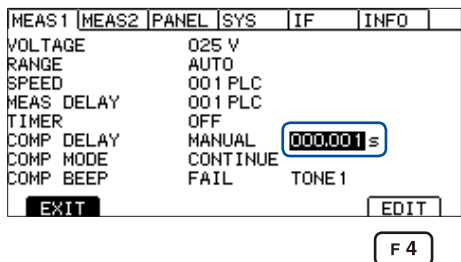 MEAS1 MEAS2 PANEL SYS IF INFO
VOLTAGE 025 V
RANGE AUTO
SPEED 001 PLC
MEAS DELAY 001 PLC
TIMER OFF
COMP DELAY MANUAL 000.001 s
COMP MODE CONTINUE
COMP BEEP FAIL TONE1
EXIT EDIT
F4